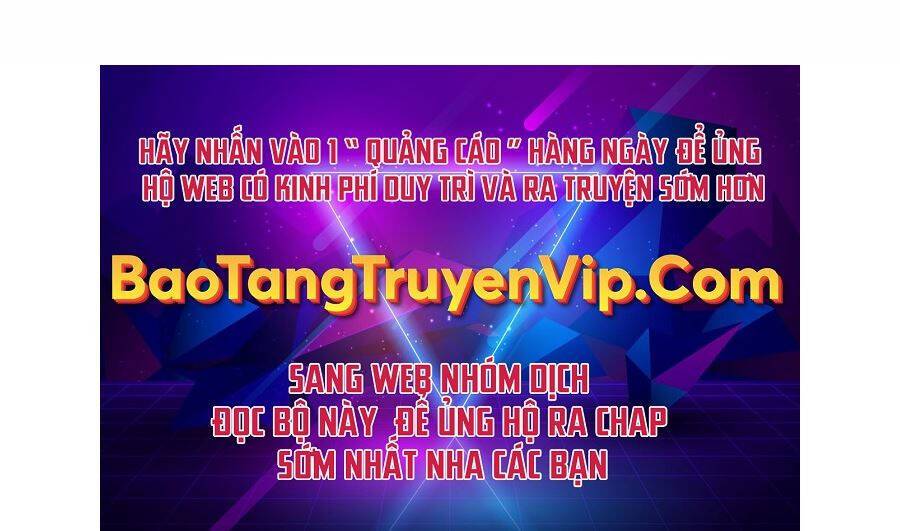 HÃY NHẤN VÀO 1 “ QUẢNG CÁO ” HÀNG NGÀY ĐỂ ỦNG
HỘ WEB CÓ KINH PHÍ DUY TRÌ VÀ RA TRUYỆN SỚM HƠN
BaoTangTruyenVip.Com
SANG WEB NHÓM DỊCH
ĐỌC BỘ NÀY ĐỂ ỦNG HỘ RA CHAP
SỚM NHẤT NHA CÁC BẠN